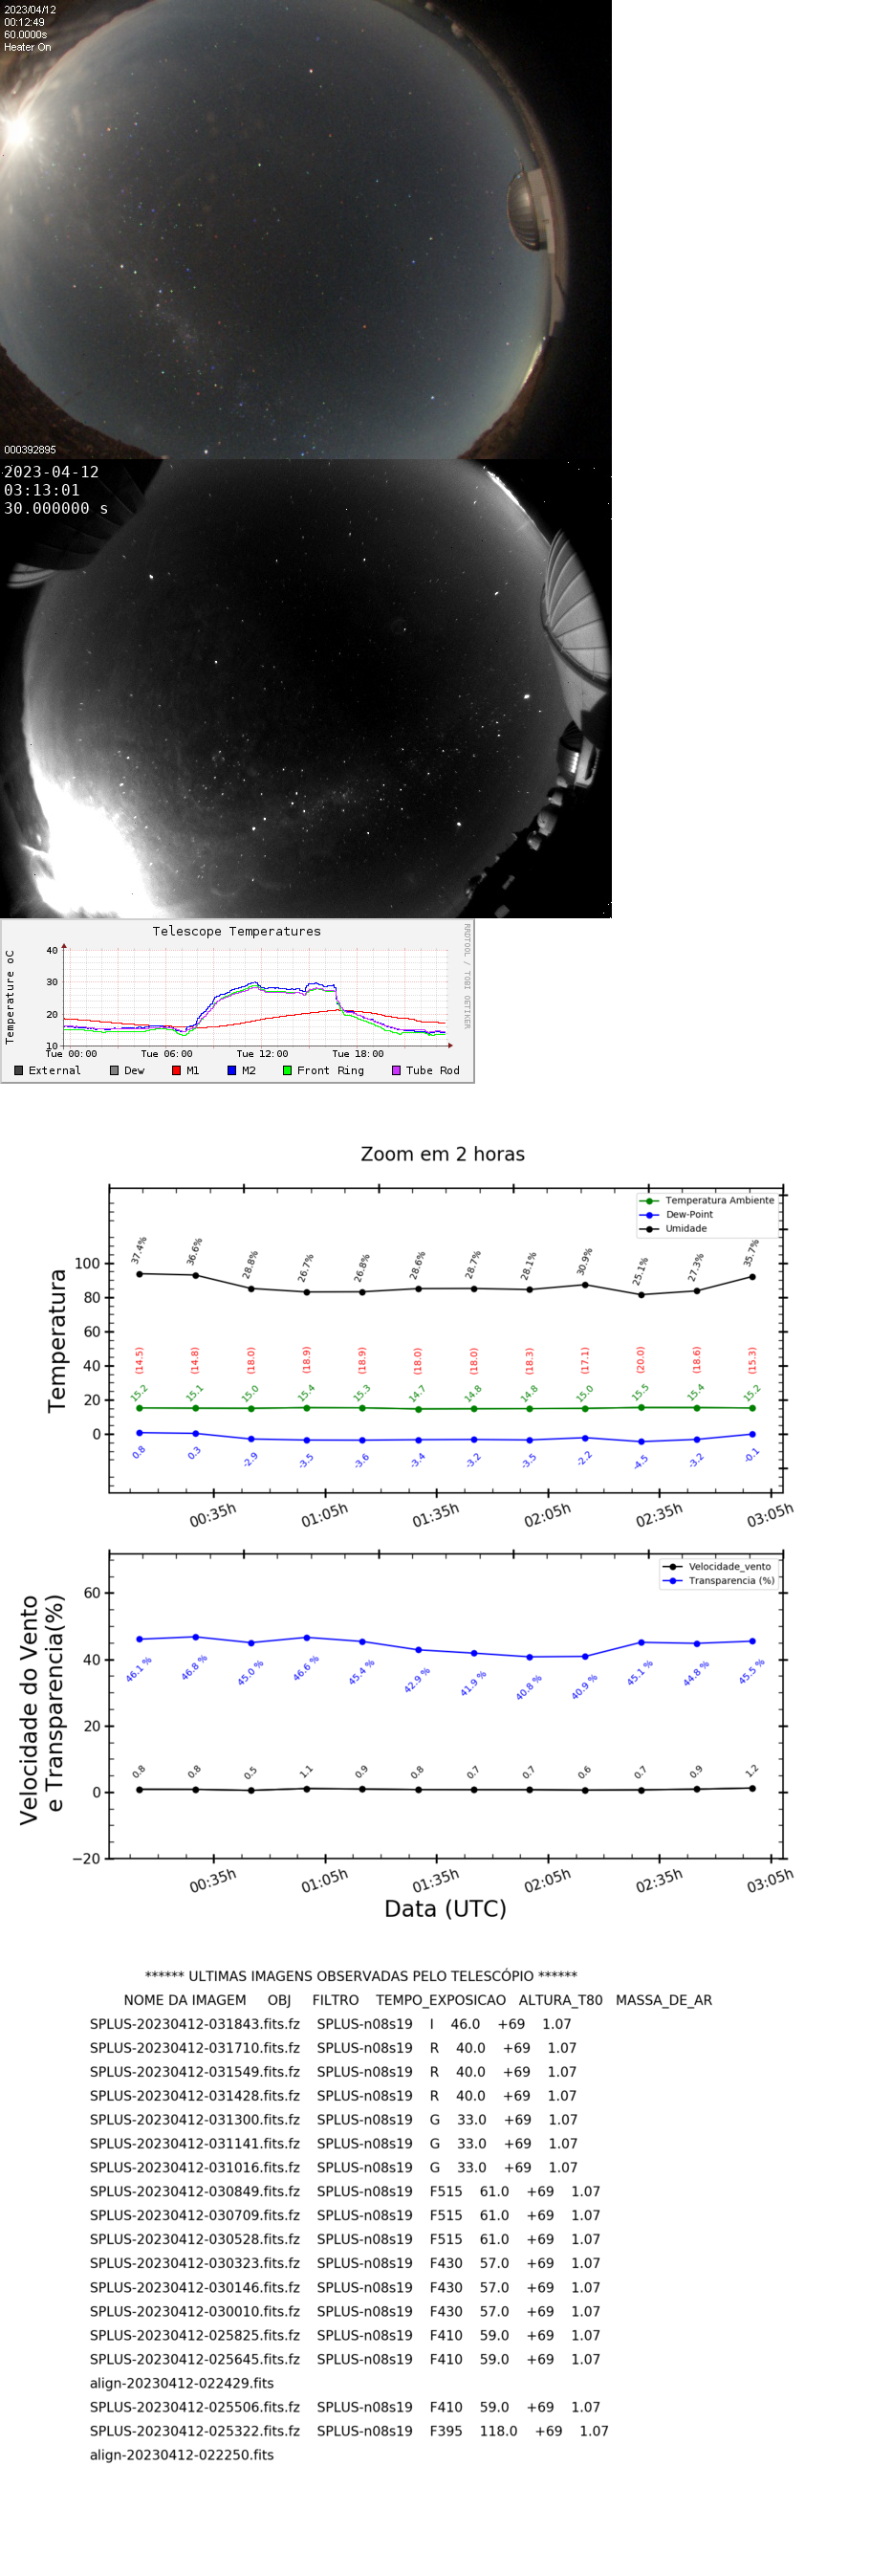 2023/04/12
00:12:49
60.0000s
Heater On
000392895
2023-04-12
03:13:01
30.000000 s
Telescope Temperatures
RRDTOOL / TOBI OETIKER
Temperature oC
40
30
20
10
Tue 00:00 Tue 06:00 Tue 12:00 Tue 18:00
External Dew M1 M2 Front Ring Tube Rod
Zoom em 2 horas
Temperatura Ambiente
Dew-Point
Umidade
Temperatura
100
80
60
40
20
0
37.4% 36.6% 28.8% 26.7% 26.8% 28.6% 28.7% 28.1% 30.9% 25.1% 27.3% 35.7%
(14.5) (14.8) (18.0) (18.9) (18.9) (18.0) (18.0) (18.3) (17.1) (20.0) (18.6) (15.3)
15.2 15.1 15.0 15.4 15.3 14.7 14.8 14.8 15.0 15.5 15.4 15.2
0.8 0.3 -2.9 -3.5 -3.6 -3.4 -3.2 -3.5 -2.2 -4.5 -3.2 -0.1
00:35h 01:05h 01:35h 02:05h 02:35h 03:05h
Velocidade_vento
Transparencia (%)
Velocidade do Vento
e Transparencia(%)
60
40
20
0
−20
46.1 % 46.8 % 45.0 % 46.6 % 45.4 % 42.9 % 41.9 % 40.8 % 40.9 % 45.1 % 44.8 % 45.5 %
0.8 0.8 0.5 1.1 0.9 0.8 0.7 0.7 0.6 0.7 0.9 1.2
00:35h 01:05h 01:35h 02:05h 02:35h 03:05h
Data (UTC)
****** ULTIMAS IMAGENS OBSERVADAS PELO TELESCÓPIO ******
NOME DA IMAGEM OBJ FILTRO TEMPO_EXPOSICAO ALTURA_T80 MASSA_DE_AR
SPLUS-20230412-031843.fits.fz SPLUS-n08s19 I 46.0 +69 1.07
SPLUS-20230412-031710.fits.fz SPLUS-n08s19 R 40.0 +69 1.07
SPLUS-20230412-031549.fits.fz SPLUS-n08s19 R 40.0 +69 1.07
SPLUS-20230412-031428.fits.fz SPLUS-n08s19 R 40.0 +69 1.07
SPLUS-20230412-031300.fits.fz SPLUS-n08s19 G 33.0 +69 1.07
SPLUS-20230412-031141.fits.fz SPLUS-n08s19 G 33.0 +69 1.07
SPLUS-20230412-031016.fits.fz SPLUS-n08s19 G 33.0 +69 1.07
SPLUS-20230412-030849.fits.fz SPLUS-n08s19 F515 61.0 +69 1.07
SPLUS-20230412-030709.fits.fz SPLUS-n08s19 F515 61.0 +69 1.07
SPLUS-20230412-030528.fits.fz SPLUS-n08s19 F515 61.0 +69 1.07
SPLUS-20230412-030323.fits.fz SPLUS-n08s19 F430 57.0 +69 1.07
SPLUS-20230412-030146.fits.fz SPLUS-n08s19 F430 57.0 +69 1.07
SPLUS-20230412-030010.fits.fz SPLUS-n08s19 F430 57.0 +69 1.07
SPLUS-20230412-025825.fits.fz SPLUS-n08s19 F410 59.0 +69 1.07
SPLUS-20230412-025645.fits.fz SPLUS-n08s19 F410 59.0 +69 1.07
align-20230412-022429.fits
SPLUS-20230412-025506.fits.fz SPLUS-n08s19 F410 59.0 +69 1.07
SPLUS-20230412-025322.fits.fz SPLUS-n08s19 F395 118.0 +69 1.07
align-20230412-022250.fits